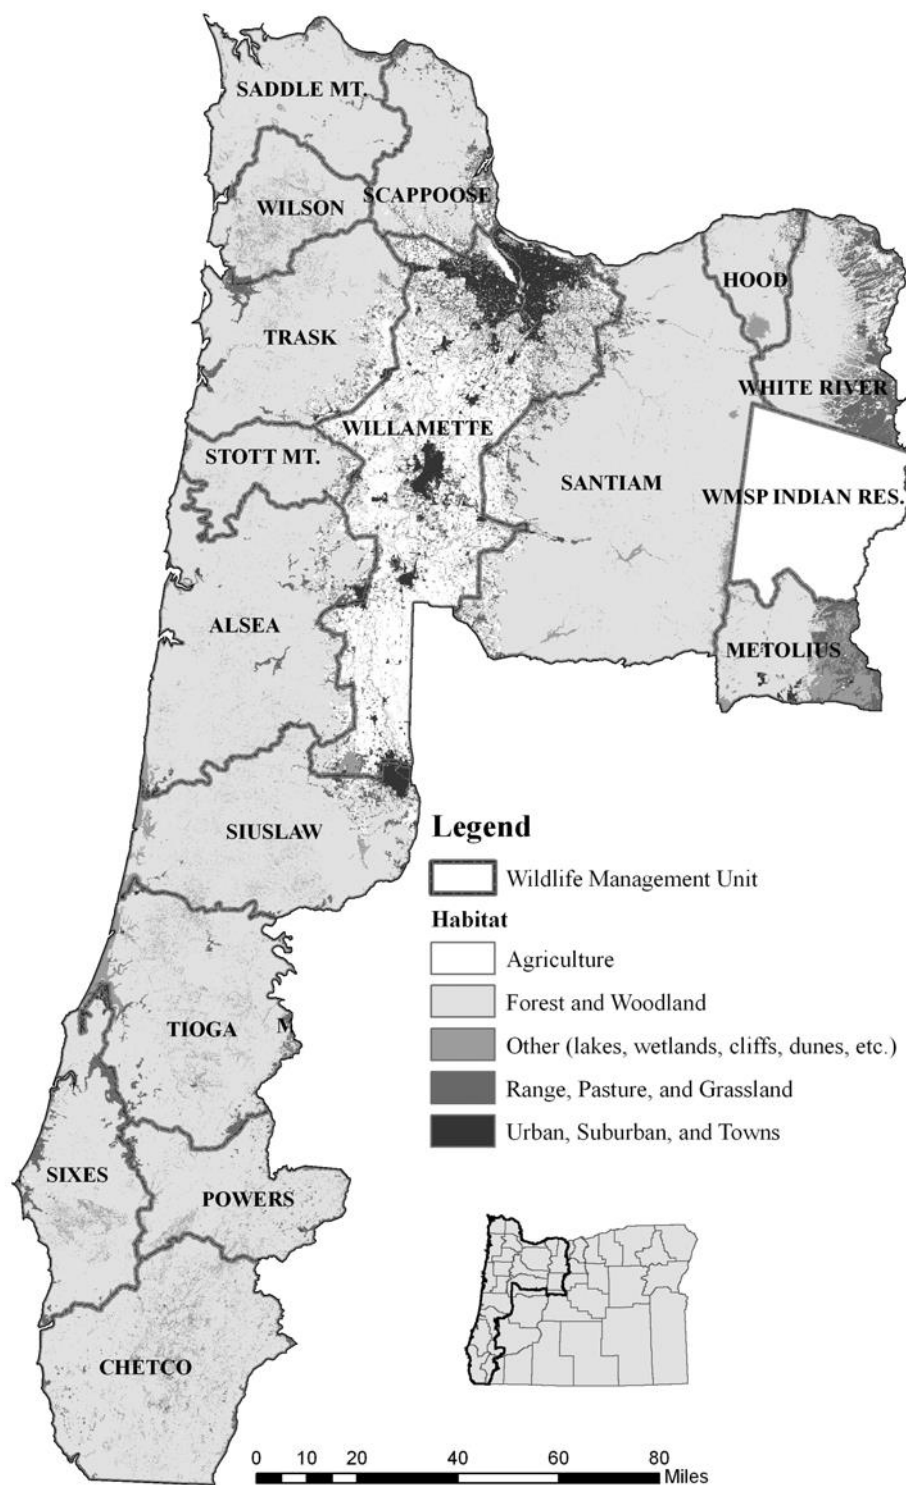 SADDLE MT.
SCAPPOOSE
WILSON
HOOD
TRASK
WHITE RIVER
WILLAMETTE
STOTT MT.
SANTIAM
WMSP INDIAN RES.
ALSEA
METOLIUS
SIUSLAW
Legend
Wildlife Management Unit
Habitat
Agriculture
Forest and Woodland
Other (lakes, wetlands, cliffs, dunes, etc.)
Range, Pasture, and Grassland
Urban, Suburban, and Towns
TIOGA
M
SIXES
POWERS
CHETCO
0 10 20 40 60 80
Miles